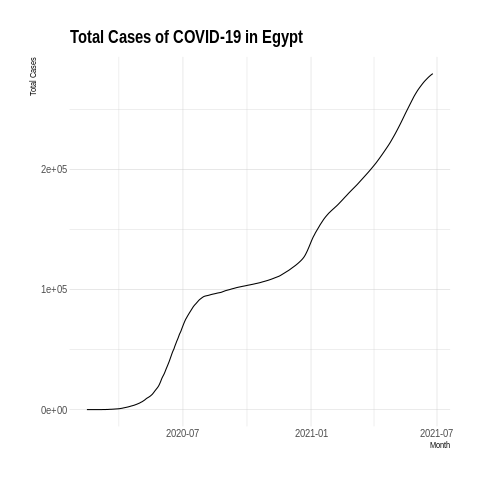 Total Cases of COVID-19 in Egypt
Total Cases
2e+05
1e+05
0e+00
2020-07 2021-01 2021-07
Month